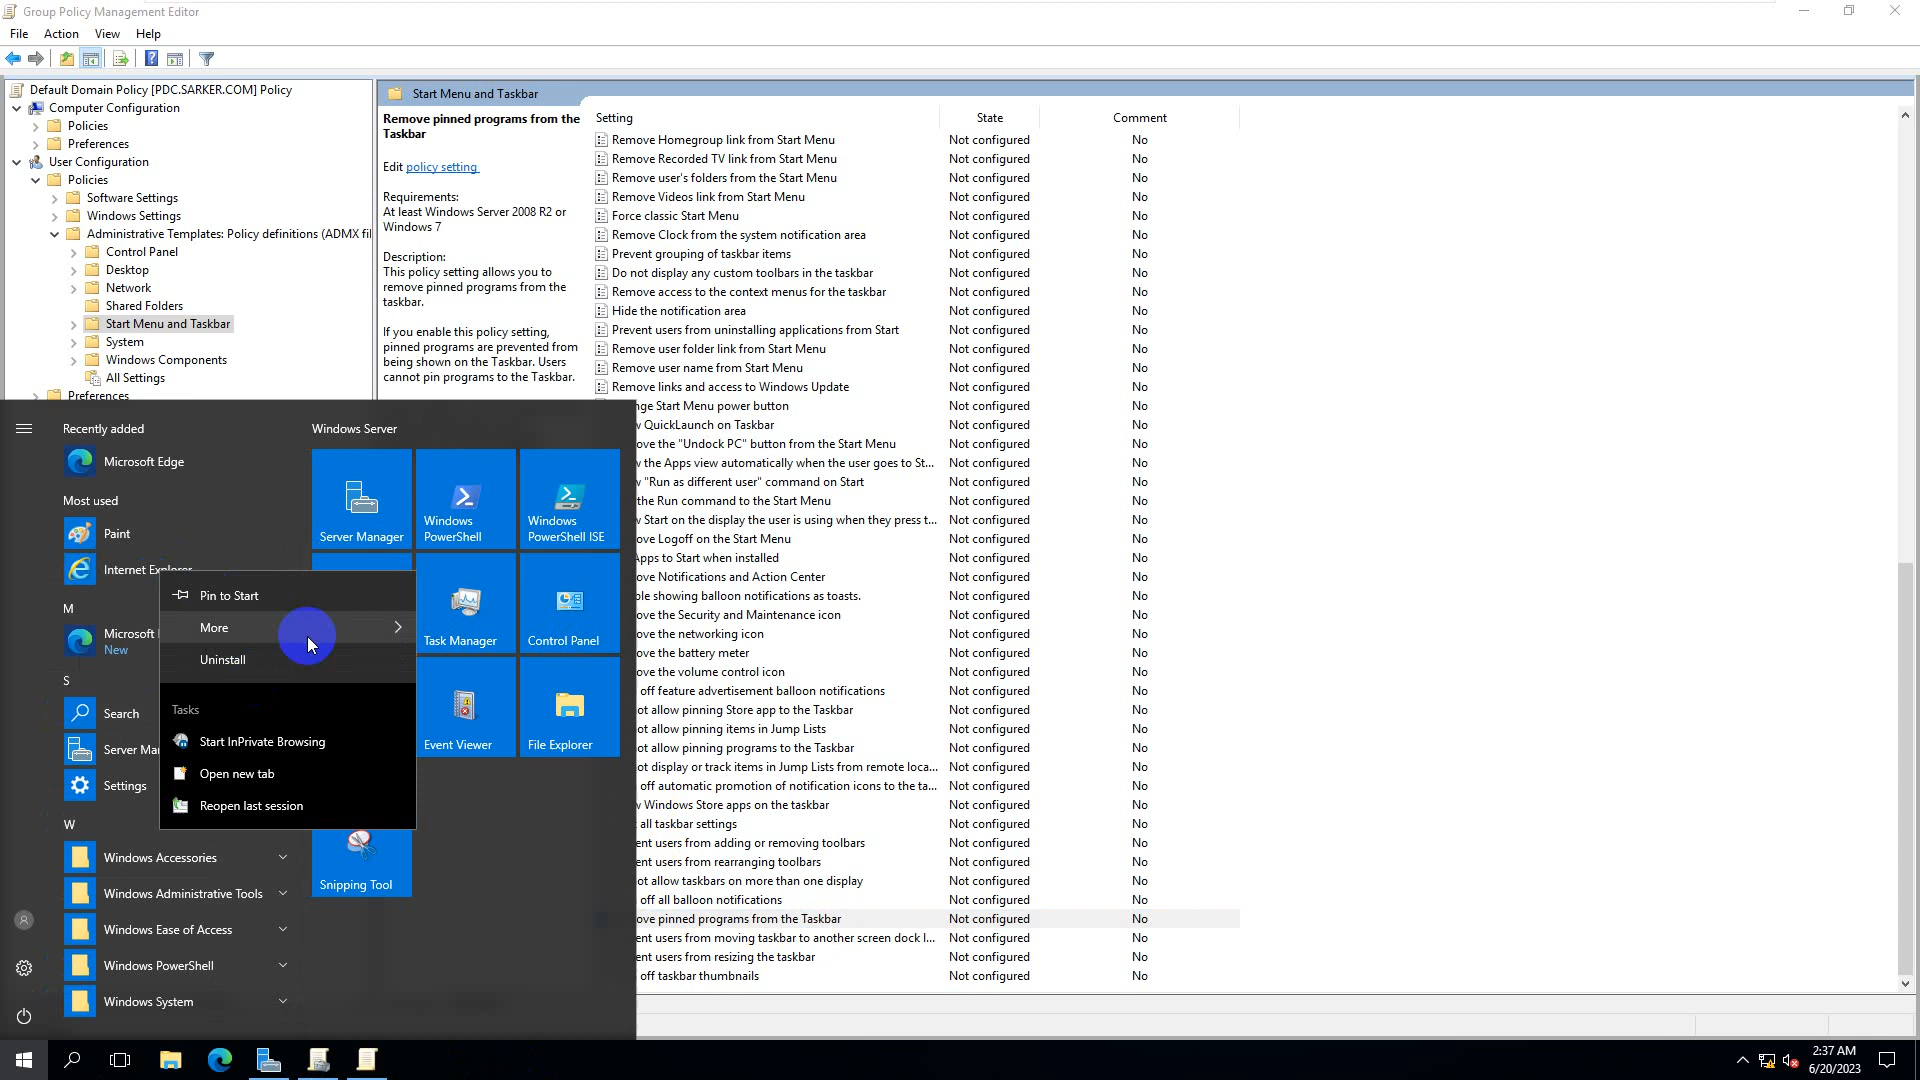 Group Policy Management Editor
File Action View Help
Default Domain Policy [PDC.SARKER.COM] Policy
Computer Configuration
Policies
Preferences
User Configuration
Policies
Software Settings
Windows Settings
Administrative Templates: Policy definitions (ADMX fil
Control Panel
Desktop
Network
Shared Folders
Start Menu and Taskbar
System
Windows Components
All Settings
Preferences
Start Menu and Taskbar
Remove pinned programs from the
Taskbar
Edit policy setting
Requirements:
At least Windows Server 2008 R2 or
Windows 7
Description:
This policy setting allows you to
remove pinned programs from the
taskbar.
If you enable this policy setting,
pinned programs are prevented from
being shown on the Taskbar. Users
cannot pin programs to the Taskbar.
Setting State Comment
Remove Homegroup link from Start Menu Not configured No
Remove Recorded TV link from Start Menu Not configured No
Remove user's folders from the Start Menu Not configured No
Remove Videos link from Start Menu Not configured No
Force classic Start Menu Not configured No
Remove Clock from the system notification area Not configured No
Prevent grouping of taskbar items Not configured No
Do not display any custom toolbars in the taskbar Not configured No
Remove access to the context menus for the taskbar Not configured No
Hide the notification area Not configured No
Prevent users from uninstalling applications from Start Not configured No
Remove user folder link from Start Menu Not configured No
Remove user name from Start Menu Not configured No
Remove links and access to Windows Update Not configured No
nge Start Menu power button Not configured No
QuickLaunch on Taskbar Not configured No
ove the "Undock PC" button from the Start Menu Not configured No
the Apps view automatically when the user goes to St... Not configured No
"Run as different user" command on Start Not configured No
the Run command to the Start Menu Not configured No
Start on the display the user is using when they press t... Not configured No
ove Logoff on the Start Menu Not configured No
Apps to Start when installed Not configured No
ove Notifications and Action Center Not configured No
ble showing balloon notifications as toasts. Not configured No
ove the Security and Maintenance icon Not configured No
ove the networking icon Not configured No
ove the battery meter Not configured No
ove the volume control icon Not configured No
off feature advertisement balloon notifications Not configured No
ot allow pinning Store app to the Taskbar Not configured No
ot allow pinning items in Jump Lists Not configured No
ot allow pinning programs to the Taskbar Not configured No
ot display or track items in Jump Lists from remote loca... Not configured No
off automatic promotion of notification icons to the ta... Not configured No
Windows Store apps on the taskbar Not configured No
all taskbar settings Not configured No
ent users from adding or removing toolbars Not configured No
ent users from rearranging toolbars Not configured No
ot allow taskbars on more than one display Not configured No
off all balloon notifications Not configured No
ove pinned programs from the Taskbar Not configured No
ent users from moving taskbar to another screen dock l... Not configured No
ent users from resizing the taskbar Not configured No
off taskbar thumbnails Not configured No
Recently added
Microsoft Edge
Most used
Paint
Internet Explorer
M
Microsoft
New
S
Search
Server Ma
Settings
W
Windows Accessories
Windows Administrative Tools
Windows Ease of Access
Windows PowerShell
Windows System
Pin to Start
More
Uninstall
Tasks
Start InPrivate Browsing
Open new tab
Reopen last session
Windows Server
Server Manager
Windows
PowerShell
Windows
PowerShell ISE
Task Manager
Control Panel
Event Viewer
File Explorer
Snipping Tool
2:37 AM
6/20/2023